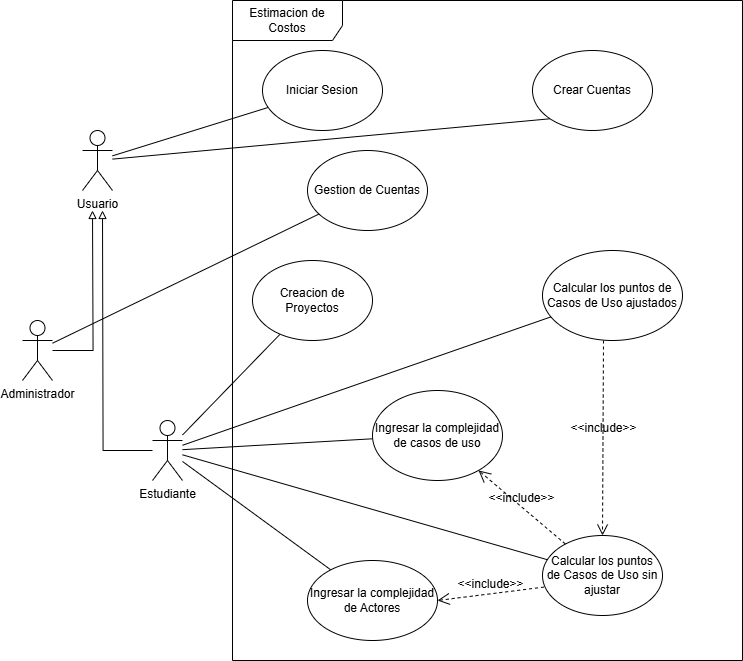 Estimacion de
Costos
Iniciar Sesion
Crear Cuentas
Usuario
Gestion de Cuentas
Creacion de
Proyectos
Calcular los puntos de
Casos de Uso ajustados
Administrador
Ingresar la complejidad
de casos de uso
<<include>>
Estudiante
<<include>>
Calcular los puntos
de Casos de Uso sin
ajustar
<<include>>
Ingresar la complejidad
de Actores